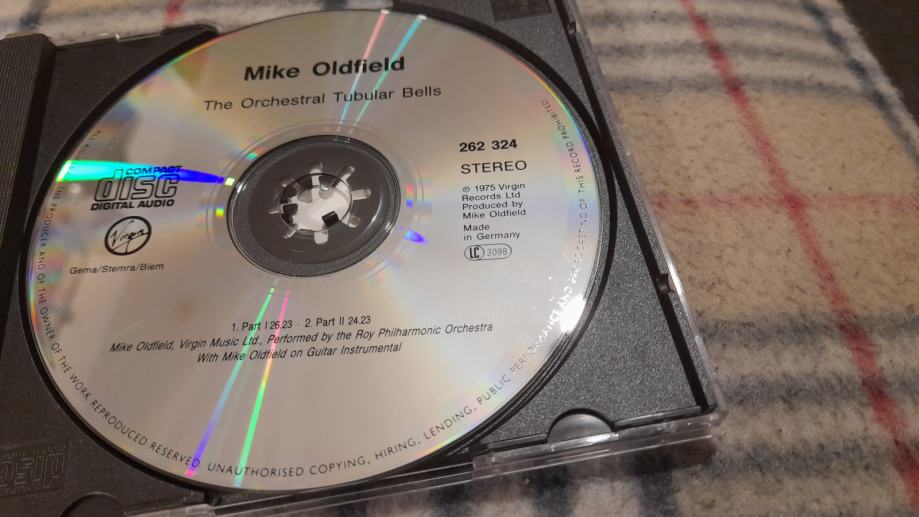 Mike Oldfield
The Orchestral Tubular Bells
262 324
STEREO
℗ 1975 Virgin
Records Ltd.
Produced by
Mike Oldfield
Made
in Germany
LC 3098
COMPACT
disc
DIGITAL AUDIO
Virgin
Gema/Stemra/Biem
1. Part I 26.23 · 2. Part II 24.23
Mike Oldfield, Virgin Music Ltd., Performed by the Roy Philharmonic Orchestra
With Mike Oldfield on Guitar Instrumental
THE PRODUCER AND OF THE OWNER OF THE WORK REPRODUCED RESERVED. UNAUTHORISED COPYING, HIRING, LENDING, PUBLIC PERFORMANCE AND BROADCASTING OF THIS RECORD PROHIBITED